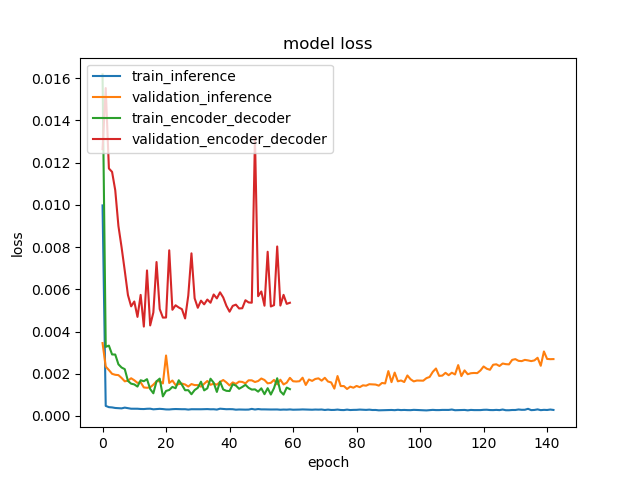 model loss
train_inference
validation_inference
train_encoder_decoder
validation_encoder_decoder
0.016
0.014
0.012
0.010
0.008
0.006
0.004
0.002
0.000
loss
0 20 40 60 80 100 120 140
epoch